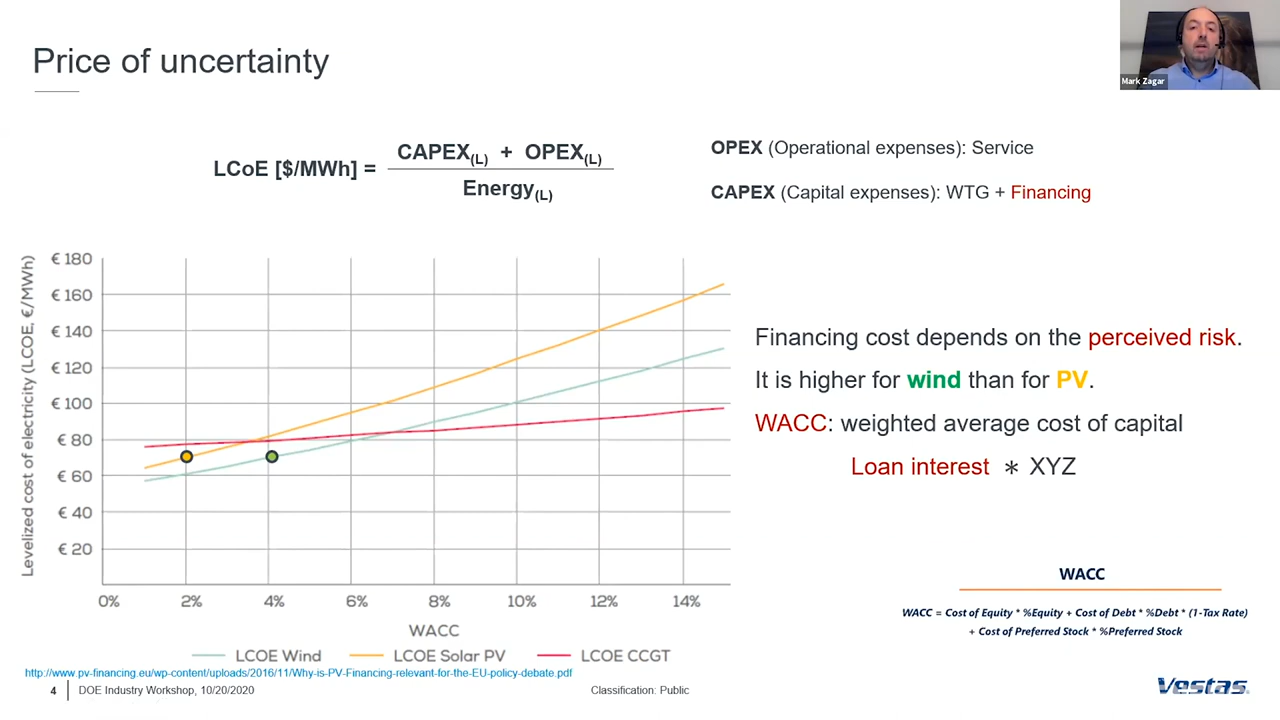 Price of uncertainty
Mark Zagar
LCoE [$/MWh] = CAPEX(L) + OPEX(L)
Energy(L)
OPEX (Operational expenses): Service
CAPEX (Capital expenses): WTG + Financing
Levelized cost of electricity (LCOE, €/MWh)
€ 180
€ 160
€ 140
€ 120
€ 100
€ 80
€ 60
€ 40
€ 20
0% 2% 4% 6% 8% 10% 12% 14%
WACC
LCOE Wind LCOE Solar PV LCOE CCGT
Financing cost depends on the perceived risk.
It is higher for wind than for PV.
WACC: weighted average cost of capital
Loan interest * XYZ
WACC
WACC = Cost of Equity * %Equity + Cost of Debt * %Debt * (1-Tax Rate)
+ Cost of Preferred Stock * %Preferred Stock
http://www.pv-financing.eu/wp-content/uploads/2016/11/Why-is-PV-Financing-relevant-for-the-EU-policy-debate.pdf
4 DOE Industry Workshop, 10/20/2020
Classification: Public
Vestas.